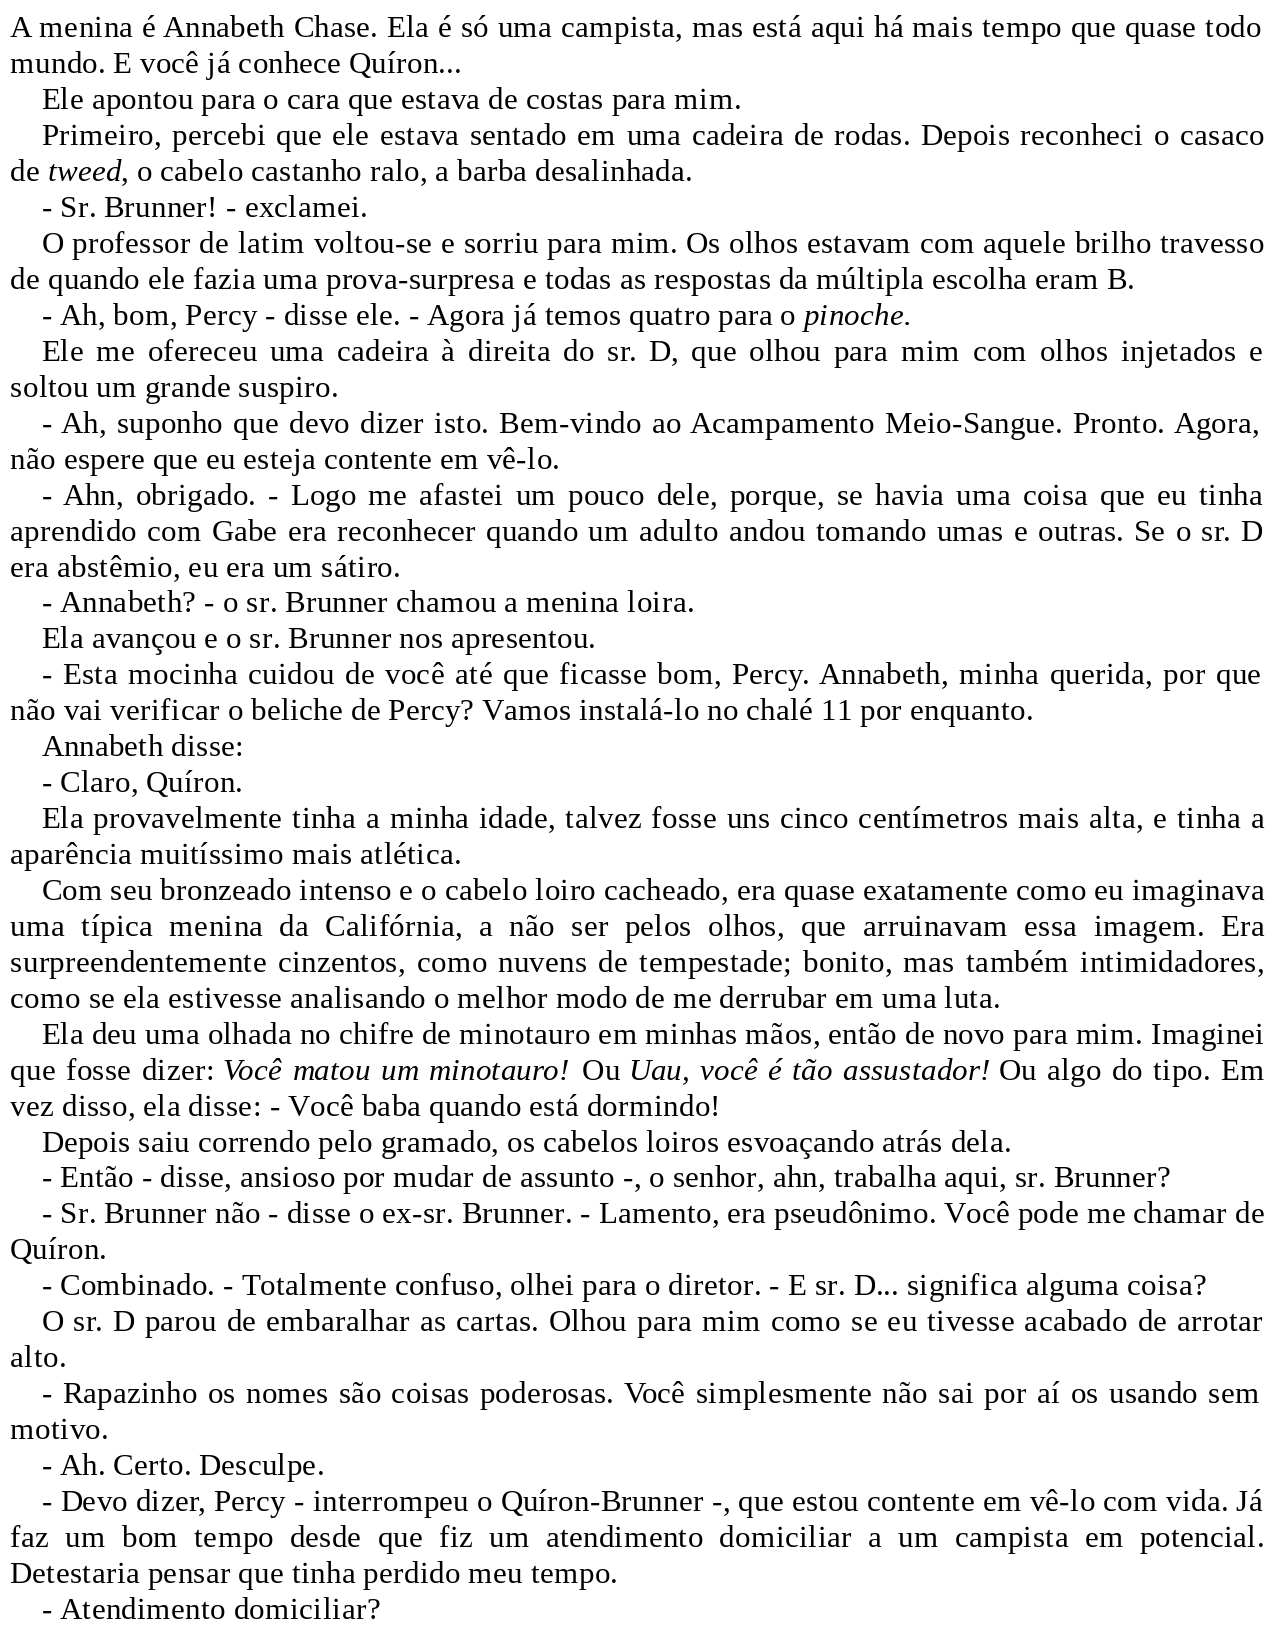 A menina é Annabeth Chase. Ela é só uma campista, mas está aqui há mais tempo que quase todo
mundo. E você já conhece Quíron...
Ele apontou para o cara que estava de costas para mim.
Primeiro, percebi que ele estava sentado em uma cadeira de rodas. Depois reconheci o casaco
de tweed, o cabelo castanho ralo, a barba desalinhada.
- Sr. Brunner! - exclamei.
O professor de latim voltou-se e sorriu para mim. Os olhos estavam com aquele brilho travesso
de quando ele fazia uma prova-surpresa e todas as respostas da múltipla escolha eram B.
- Ah, bom, Percy - disse ele. - Agora já temos quatro para o pinoche.
Ele me ofereceu uma cadeira à direita do sr. D, que olhou para mim com olhos injetados e
soltou um grande suspiro.
- Ah, suponho que devo dizer isto. Bem-vindo ao Acampamento Meio-Sangue. Pronto. Agora,
não espere que eu esteja contente em vê-lo.
- Ahn, obrigado. - Logo me afastei um pouco dele, porque, se havia uma coisa que eu tinha
aprendido com Gabe era reconhecer quando um adulto andou tomando umas e outras. Se o sr. D
era abstêmio, eu era um sátiro.
- Annabeth? - o sr. Brunner chamou a menina loira.
Ela avançou e o sr. Brunner nos apresentou.
- Esta mocinha cuidou de você até que ficasse bom, Percy. Annabeth, minha querida, por que
não vai verificar o beliche de Percy? Vamos instalá-lo no chalé 11 por enquanto.
Annabeth disse:
- Claro, Quíron.
Ela provavelmente tinha a minha idade, talvez fosse uns cinco centímetros mais alta, e tinha a
aparência muitíssimo mais atlética.
Com seu bronzeado intenso e o cabelo loiro cacheado, era quase exatamente como eu imaginava
uma típica menina da Califórnia, a não ser pelos olhos, que arruinavam essa imagem. Era
surpreendentemente cinzentos, como nuvens de tempestade; bonito, mas também intimidadores,
como se ela estivesse analisando o melhor modo de me derrubar em uma luta.
Ela deu uma olhada no chifre de minotauro em minhas mãos, então de novo para mim. Imaginei
que fosse dizer: Você matou um minotauro! Ou Uau, você é tão assustador! Ou algo do tipo. Em
vez disso, ela disse: - Você baba quando está dormindo!
Depois saiu correndo pelo gramado, os cabelos loiros esvoaçando atrás dela.
- Então - disse, ansioso por mudar de assunto -, o senhor, ahn, trabalha aqui, sr. Brunner?
- Sr. Brunner não - disse o ex-sr. Brunner. - Lamento, era pseudônimo. Você pode me chamar de
Quíron.
- Combinado. - Totalmente confuso, olhei para o diretor. - E sr. D... significa alguma coisa?
O sr. D parou de embaralhar as cartas. Olhou para mim como se eu tivesse acabado de arrotar
alto.
- Rapazinho os nomes são coisas poderosas. Você simplesmente não sai por aí os usando sem
motivo.
- Ah. Certo. Desculpe.
- Devo dizer, Percy - interrompeu o Quíron-Brunner -, que estou contente em vê-lo com vida. Já
faz um bom tempo desde que fiz um atendimento domiciliar a um campista em potencial.
Detestaria pensar que tinha perdido meu tempo.
- Atendimento domiciliar?